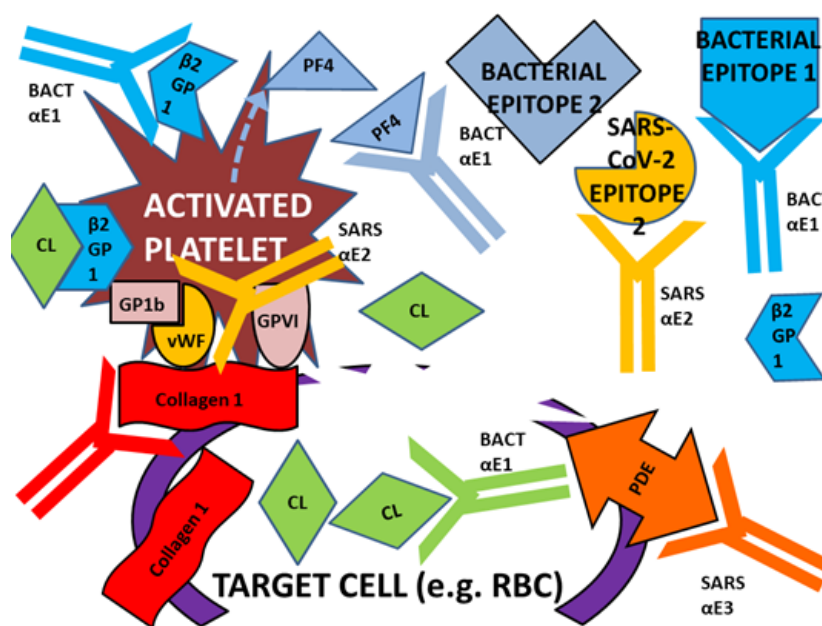 BACT
αE1
β2
GP
1
PF4
PF4
BACT
αE1
BACTERIAL
EPITOPE 2
BACTERIAL
EPITOPE 1
SARS-
CoV-2
EPITOPE
2
BACT
αE1
ACTIVATED
PLATELET
CL
β2
GP
1
SARS
αE2
GP1b
vWF
GPVI
CL
SARS
αE2
β2
GP
1
Collagen 1
Collagen 1
CL
CL
BACT
αE1
PDE
SARS
αE3
TARGET CELL (e.g. RBC)